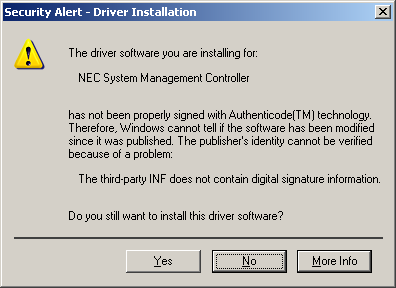 Security Alert - Driver Installation
The driver software you are installing for:
NEC System Management Controller
has not been properly signed with Authenticode(TM) technology.
Therefore, Windows cannot tell if the software has been modified
since it was published. The publisher's identity cannot be verified
because of a problem:
The third-party INF does not contain digital signature information.
Do you still want to install this driver software?
Yes
No
More Info